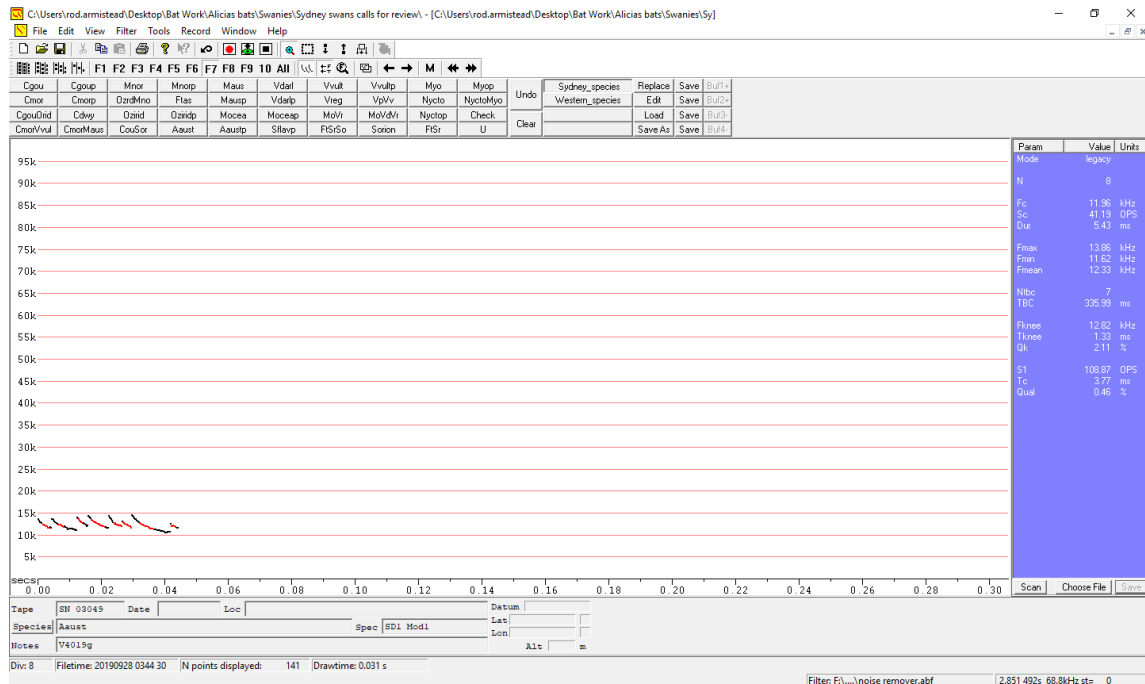 C:\Users\rod.armistead\Desktop\Bat Work\Alicias bats\Swanies\Sydney swans calls for review\ - [C:\Users\rod.armistead\Desktop\Bat Work\Alicias bats\Swanies\Sy]
File Edit View Filter Tools Record Window Help
F1 F2 F3 F4 F5 F6 F7 F8 F9 10 All M
Cgou Cgoup Mnor Mnorp Maus Vdarl Vvult Vvultp Myo Myop Undo Sydney_species Replace Save Buf1+
Cmor Cmorp OzrdMno Ftas Mausp Vdarlp Vreg VpVv Nycto NyctoMyo Western_species Edit Save Buf2+
CgouOrid Cdwy Ozirid Oziridp Mocea Moceap MoVr MoVdVr Nyctop Check Clear Load Save Buf3-
CmorVvul CmorMaus CouSor Aaust Aaustp Sflavp FtSrSo Sorion FtSr U Save As Save Buf4-
Param Value Units
Mode legacy
N 8
Fc 11.96 kHz
Sc 41.19 OPS
Dur 5.43 ms
Fmax 13.86 kHz
Fmin 11.62 kHz
Fmean 12.33 kHz
Ntbc 7
TBC 335.99 ms
Fknee 12.82 kHz
Tknee 1.33 ms
Qk 2.11 %
S1 108.87 OPS
Tc 3.77 ms
Qual 0.46 %
95k
90k
85k
80k
75k
70k
65k
60k
55k
50k
45k
40k
35k
30k
25k
20k
15k
10k
5k
secs
0.00 0.02 0.04 0.06 0.08 0.10 0.12 0.14 0.16 0.18 0.20 0.22 0.24 0.26 0.28 0.30
Scan Choose File Save
Tape SN 03049 Date Loc Datum
Species Aaust Spec SD1 Mod1 Lat
Lon
Notes V4019g Alt m
Div: 8 Filetime: 20190928 0344 30 N points displayed: 141 Drawtime: 0.031 s
Filter: F:\....\noise remover.abf 2.851 492s 68.8kHz st= 0